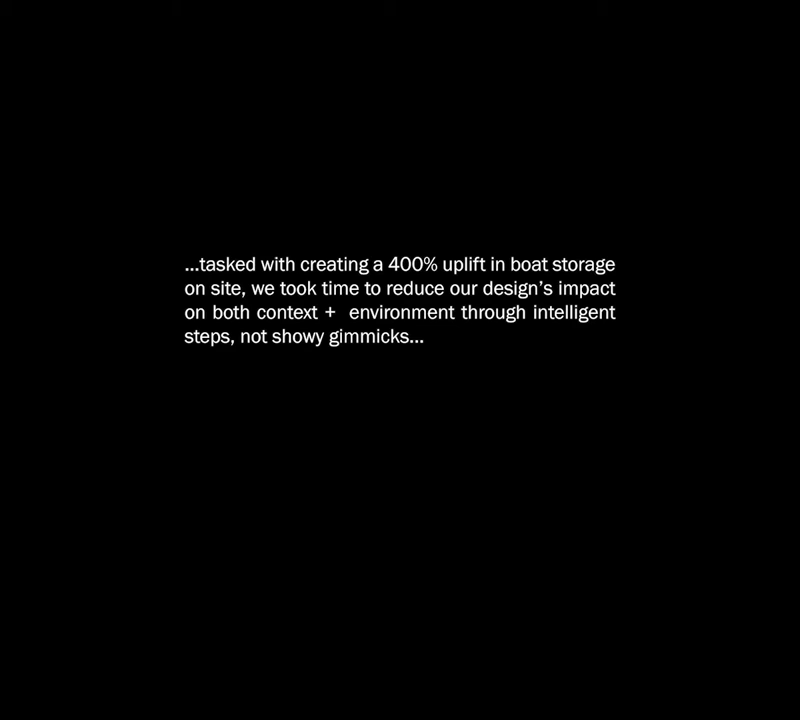 ...tasked with creating a 400% uplift in boat storage
on site, we took time to reduce our design’s impact
on both context +  environment through intelligent
steps, not showy gimmicks...